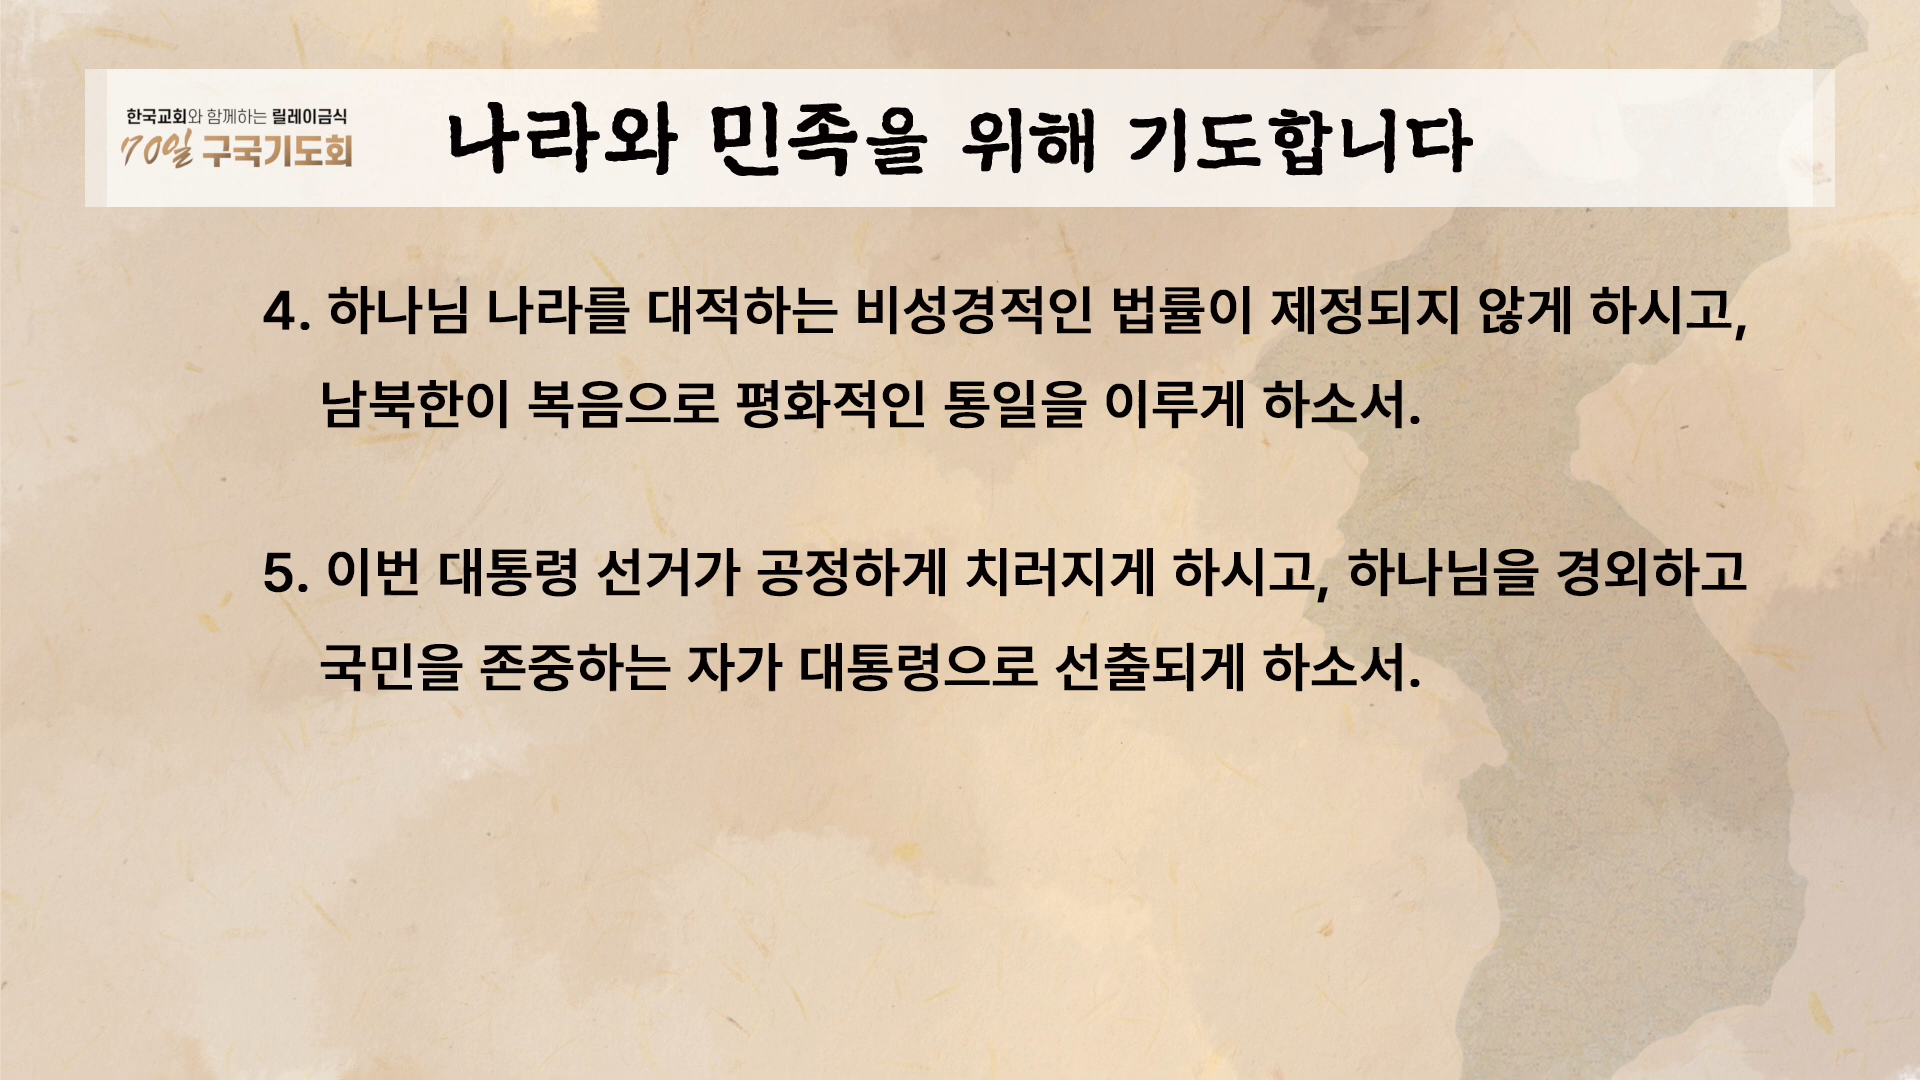 한국교회와 함께하는 릴레이금식
70일 구국기도회
나라와 민족을 위해 기도합니다
4. 하나님 나라를 대적하는 비성경적인 법률이 제정되지 않게 하시고,
남북한이 복음으로 평화적인 통일을 이루게 하소서.
5. 이번 대통령 선거가 공정하게 치러지게 하시고, 하나님을 경외하고
국민을 존중하는 자가 대통령으로 선출되게 하소서.